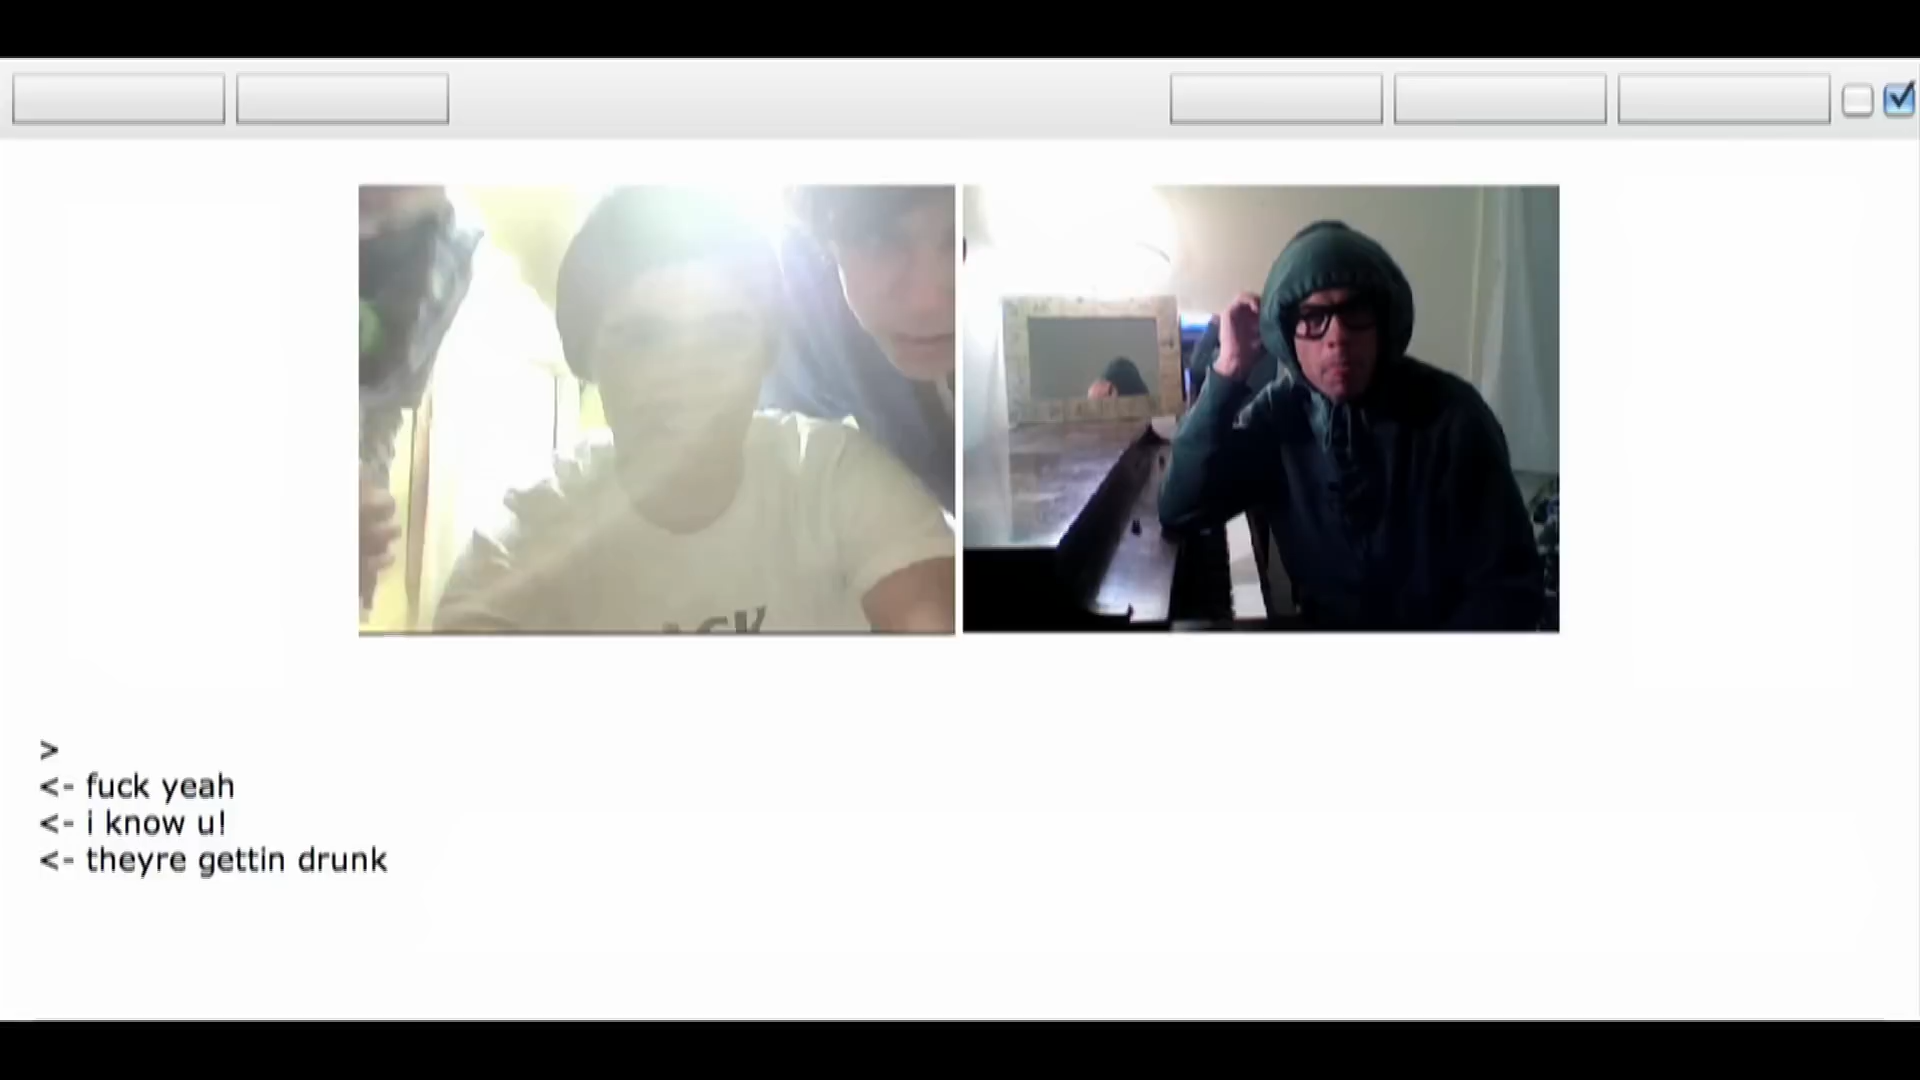 >
<- fuck yeah
<- i know u!
<- theyre gettin drunk